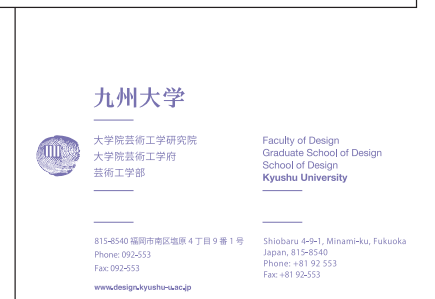 九州大学
大学院芸術工学研究院
大学院芸術工学府
芸術工学部
Faculty of Design
Graduate School of Design
School of Design
Kyushu University
815-8540 福岡市南区塩原4丁目9番1号
Phone: 092-553
Fax: 092-553
www.design.kyushu-u.ac.jp
Shiobaru 4-9-1, Minami-ku, Fukuoka
Japan, 815-8540
Phone: +81 92 553
Fax: +81 92-553